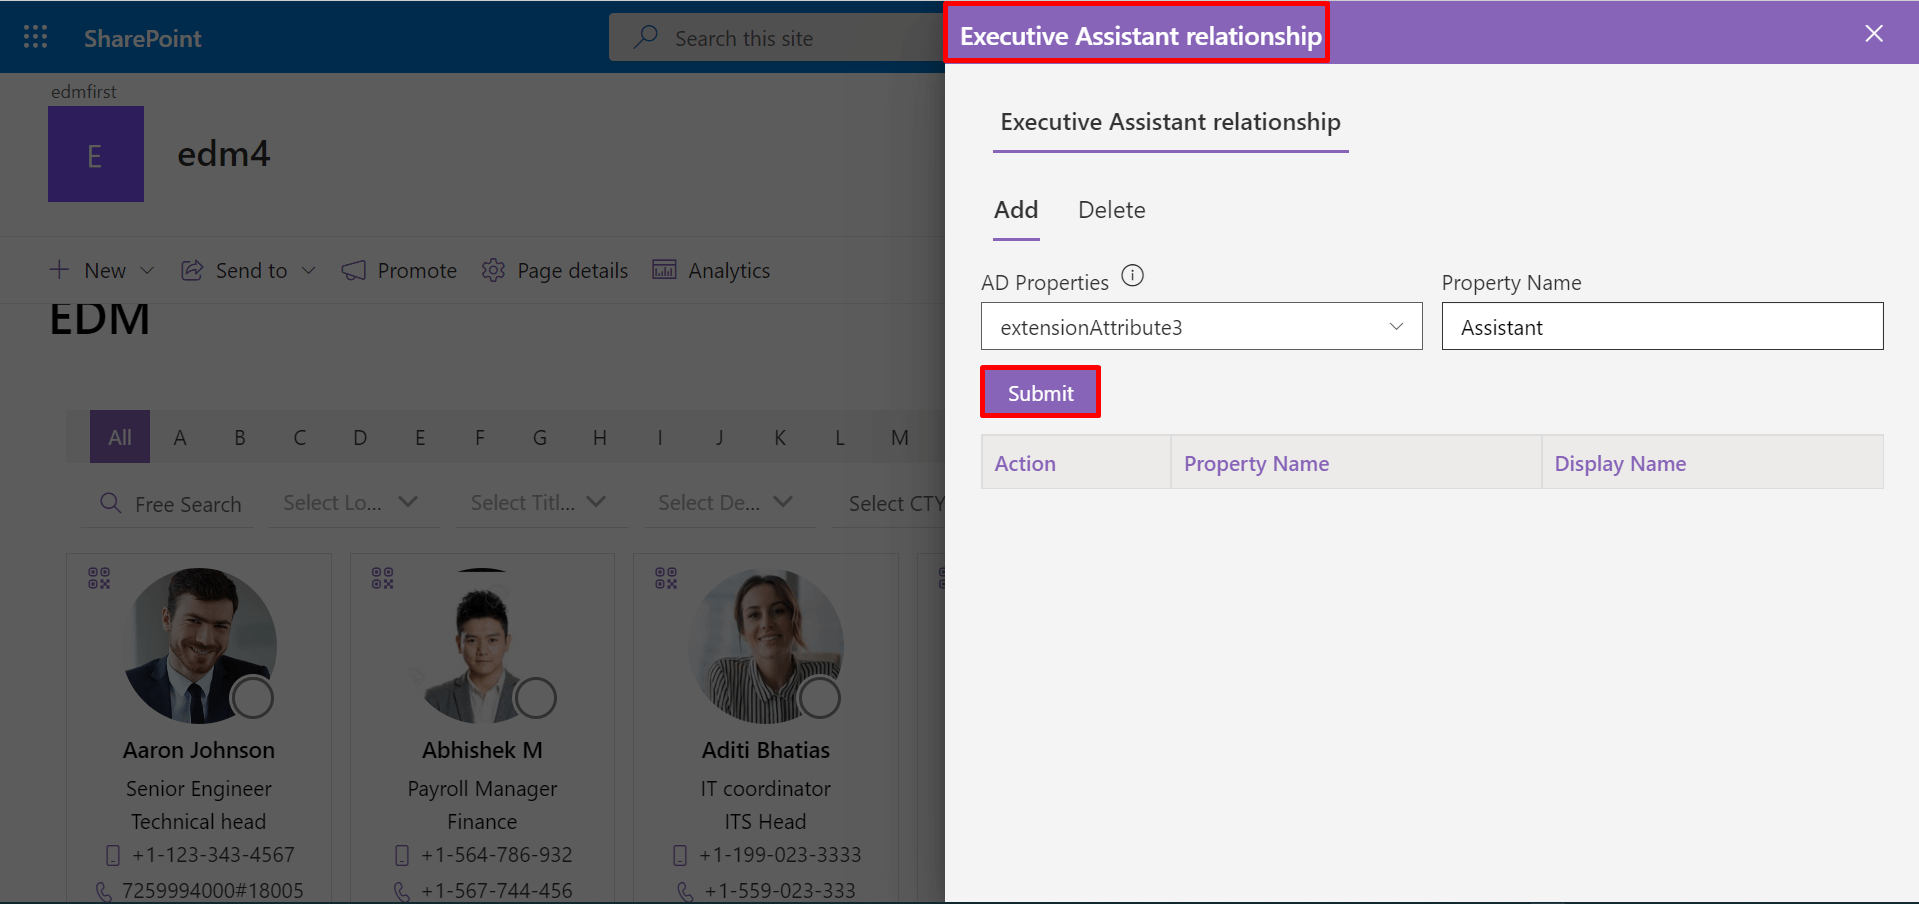 SharePoint
Search this site
Executive Assistant relationship
edmfirst
E
edm4
Executive Assistant relationship
Add Delete
New Send to Promote Page details Analytics
EDM
AD Properties Property Name
extensionAttribute3 Assistant
Submit
All A B C D E F G H I J K L M
Action Property Name Display Name
Free Search Select Lo... Select Titl... Select De... Select CTY
Aaron Johnson
Senior Engineer
Technical head
+1-123-343-4567
7259994000#18005
Abhishek M
Payroll Manager
Finance
+1-564-786-932
+1-567-744-456
Aditi Bhatias
IT coordinator
ITS Head
+1-199-023-3333
+1-559-023-333